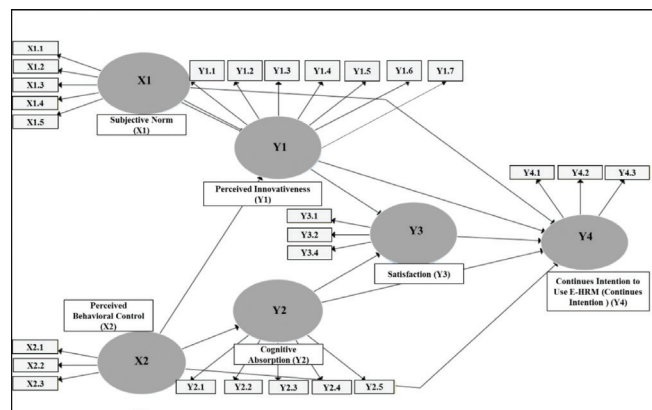 X1.1
X1.2
X1.3
X1.4
X1.5
X1
Subjective Norm
(X1)
Y1.1
Y1.2
Y1.3
Y1.4
Y1.5
Y1.6
Y1.7
Y1
Perceived Innovativeness
(Y1)
Y3.1
Y3.2
Y3.4
Y3
Satisfaction (Y3)
Y4.1
Y4.2
Y4.3
Y4
Continues Intention to
Use E-HRM (Continues
Intention ) (Y4)
Perceived
Behavioral Control
(X2)
X2.1
X2.2
X2.3
X2
Y2
Cognitive
Absorption (Y2)
Y2.1
Y2.2
Y2.3
Y2.4
Y2.5